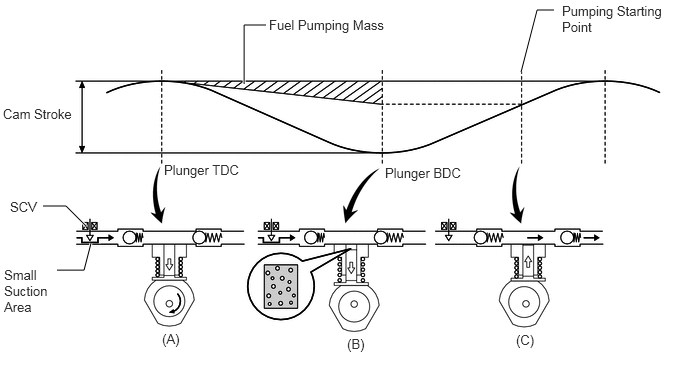 Fuel Pumping Mass
Pumping Starting
Point
Cam Stroke
Plunger TDC
Plunger BDC
SCV
Small
Suction
Area
(A)
(B)
(C)